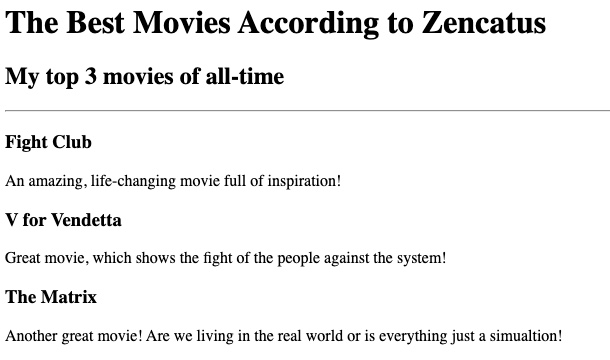 The Best Movies According to Zencatus
My top 3 movies of all-time
Fight Club
An amazing, life-changing movie full of inspiration!
V for Vendetta
Great movie, which shows the fight of the people against the system!
The Matrix
Another great movie! Are we living in the real world or is everything just a simualtion!